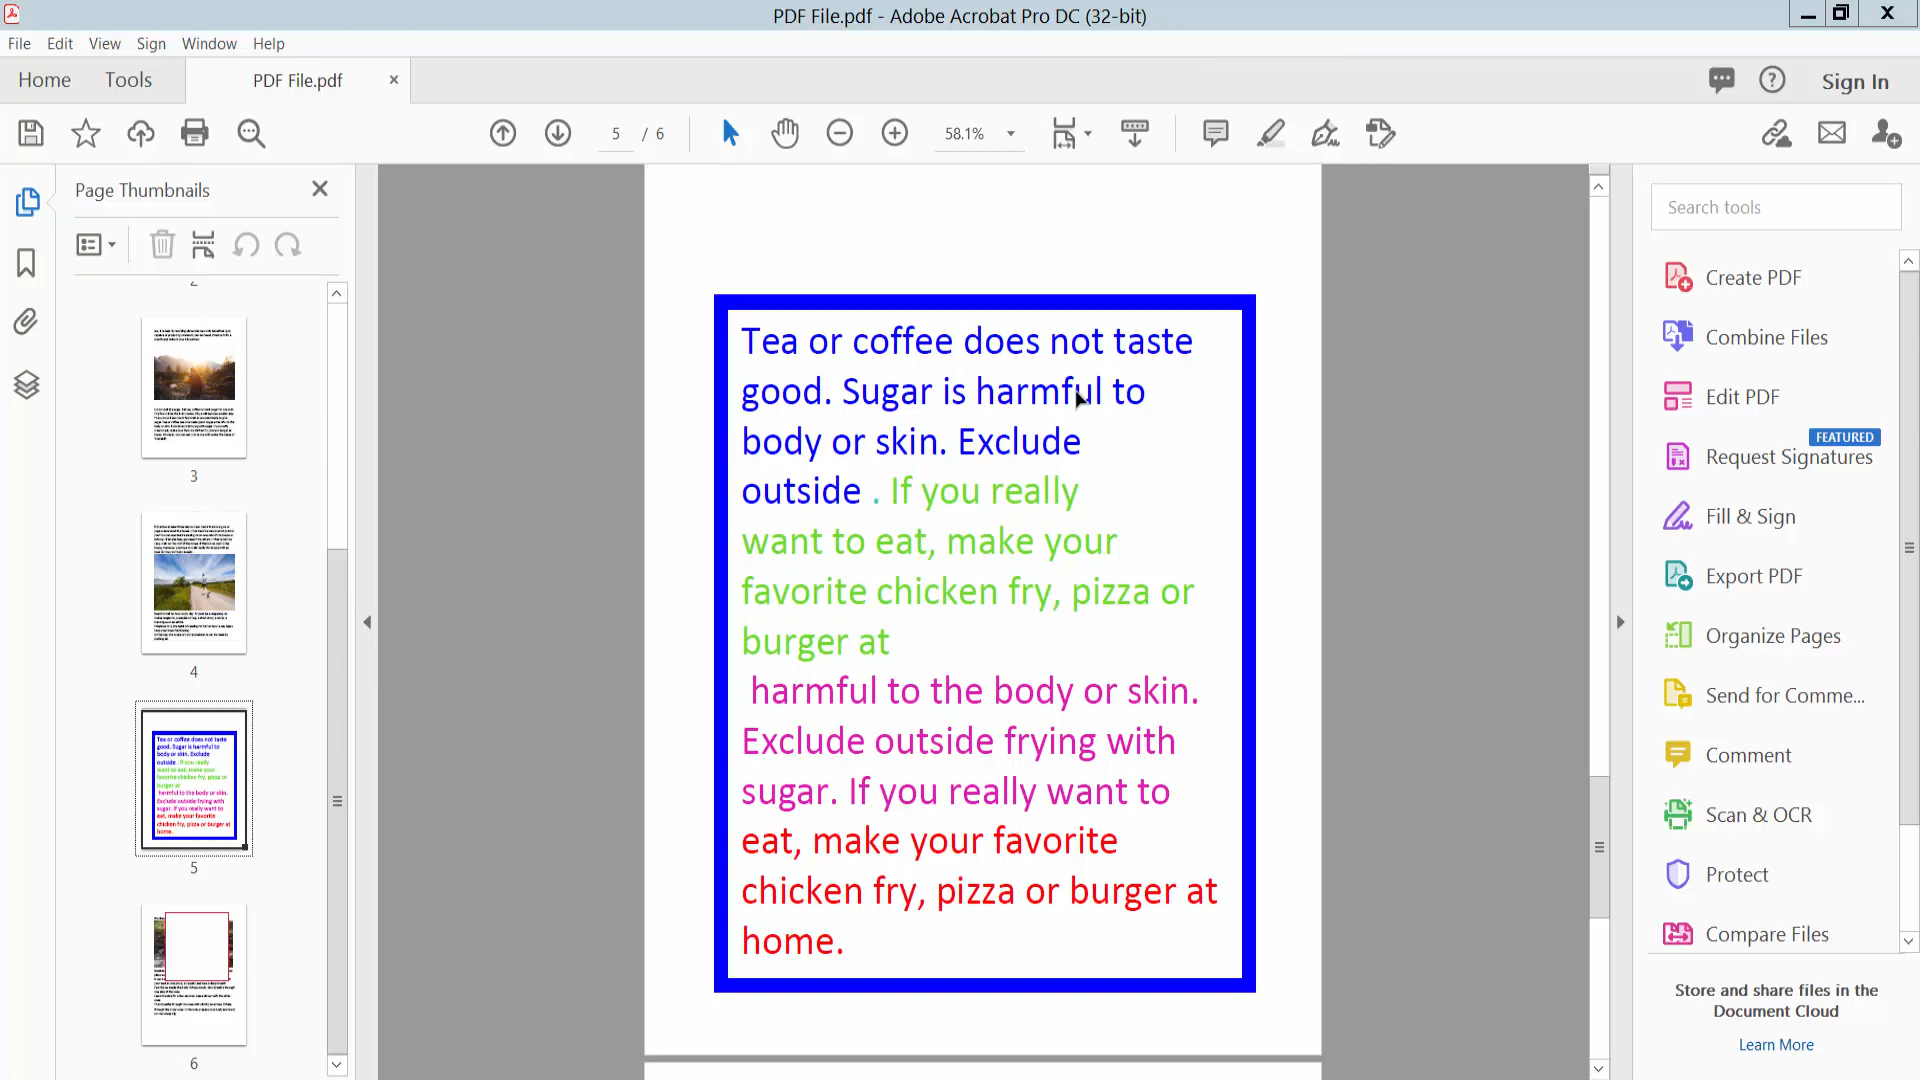 PDF File.pdf - Adobe Acrobat Pro DC (32-bit)
File Edit View Sign Window Help
Home Tools PDF File.pdf
Sign In
5 / 6 58.1%
Page Thumbnails
Search tools
3
4
5
6
Tea or coffee does not taste
good. Sugar is harmful to
body or skin. Exclude
outside . If you really
want to eat, make your
favorite chicken fry, pizza or
burger at
harmful to the body or skin.
Exclude outside frying with
sugar. If you really want to
eat, make your favorite
chicken fry, pizza or burger at
home.
Create PDF
Combine Files
Edit PDF
FEATURED
Request Signatures
Fill & Sign
Export PDF
Organize Pages
Send for Comme...
Comment
Scan & OCR
Protect
Compare Files
Store and share files in the
Document Cloud
Learn More